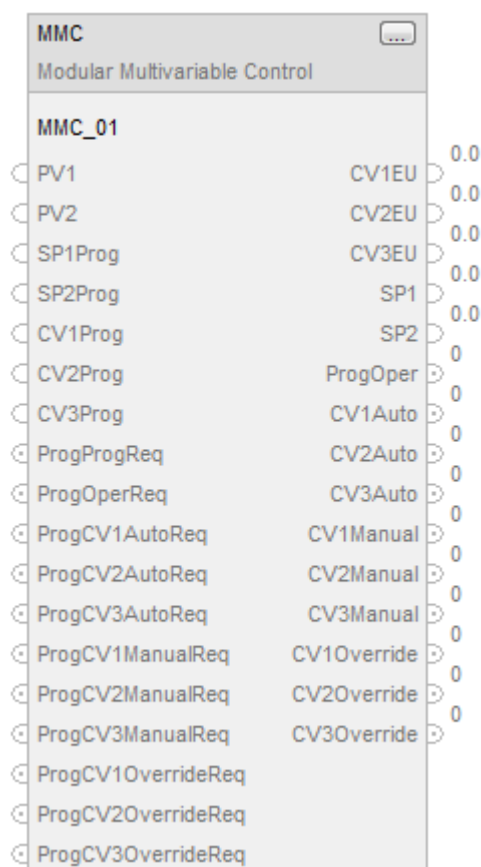 MMC ...
Modular Multivariable Control
MMC_01
0.0
PV1 CV1EU
0.0
PV2 CV2EU
0.0
SP1Prog CV3EU
0.0
SP2Prog SP1
0.0
CV1Prog SP2
0
CV2Prog ProgOper
0
CV3Prog CV1Auto
0
ProgProgReq CV2Auto
0
ProgOperReq CV3Auto
0
ProgCV1AutoReq CV1Manual
0
ProgCV2AutoReq CV2Manual
0
ProgCV3AutoReq CV3Manual
0
ProgCV1ManualReq CV1Override
0
ProgCV2ManualReq CV2Override
0
ProgCV3ManualReq CV3Override
ProgCV1OverrideReq
ProgCV2OverrideReq
ProgCV3OverrideReq